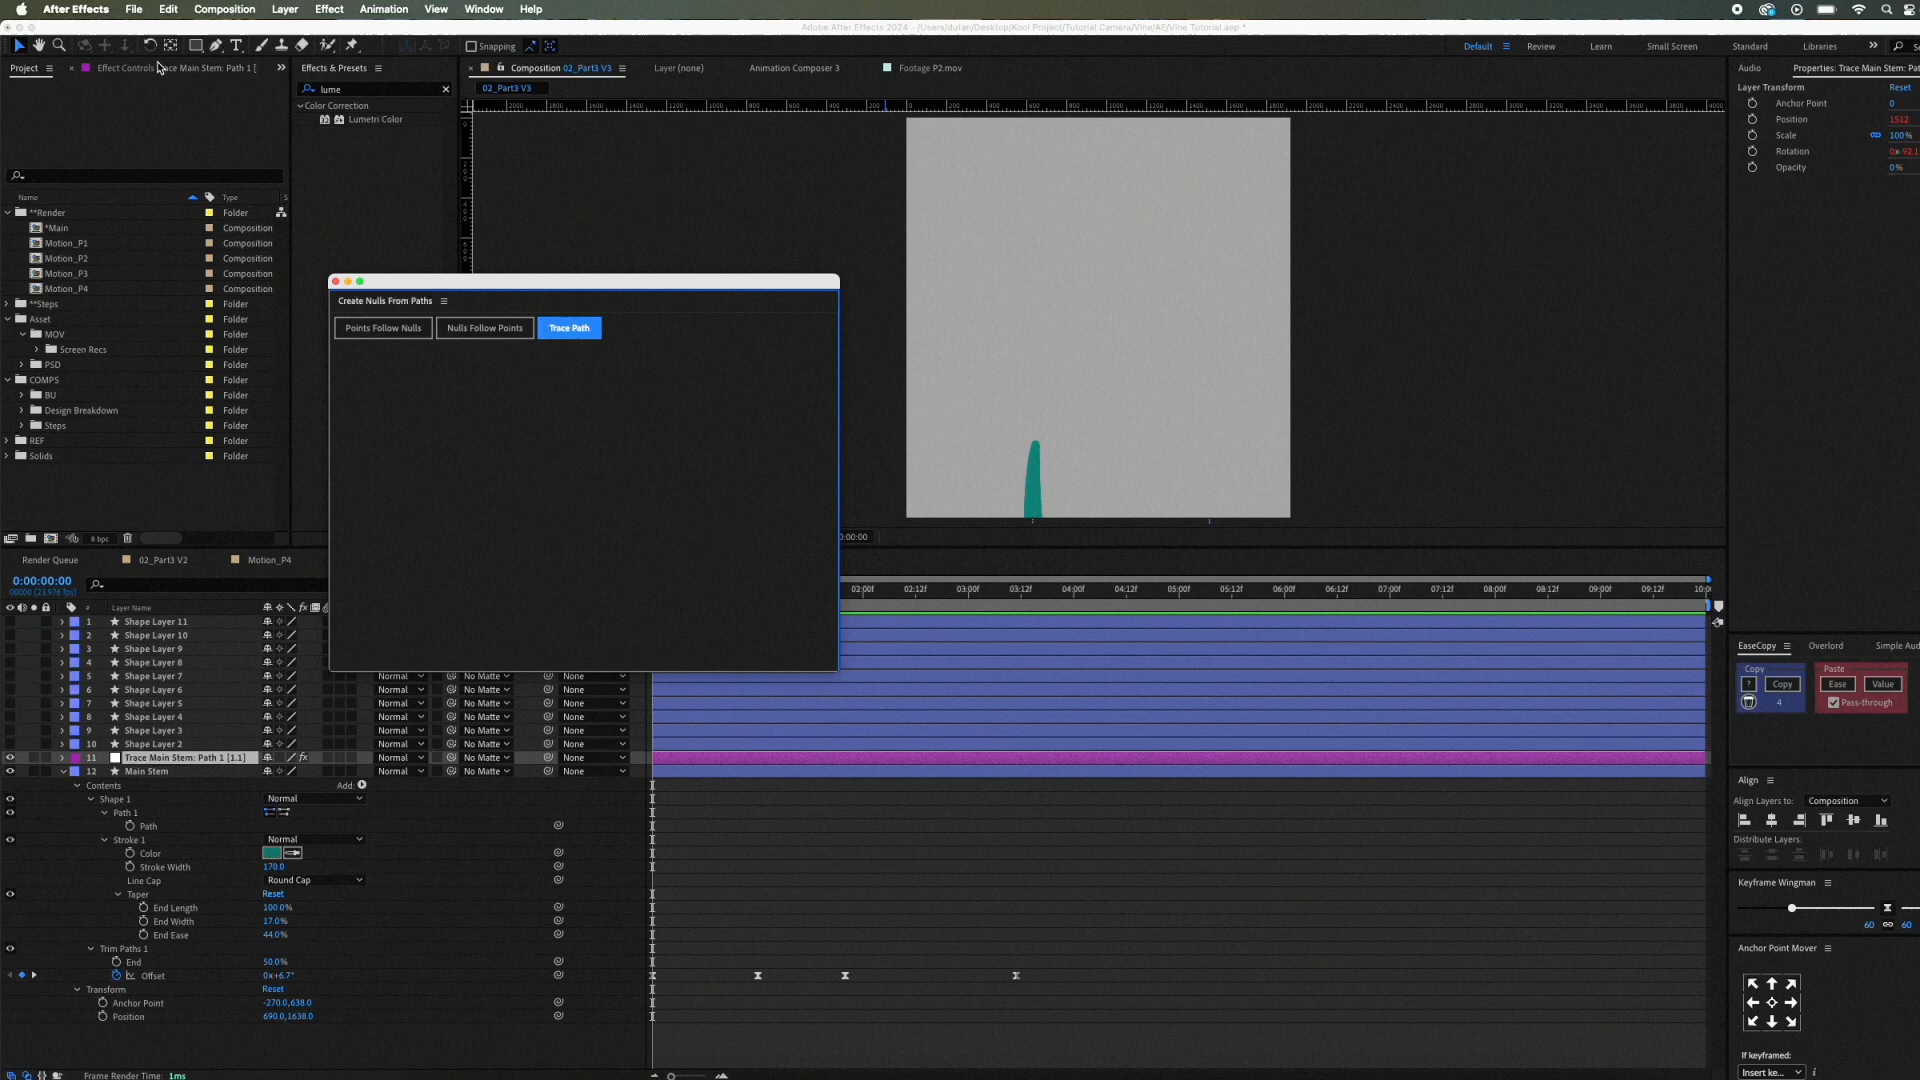 After Effects File Edit Composition Layer Effect Animation View Window Help
Adobe After Effects 2024 - /Users/dutan/Desktop/Kool Project/Tutorial Camera/Vine/AE/Vine Tutorial.aep *
Snapping Default Review Learn Small Screen Standard Libraries
Project Effect Controls Trace Main Stem: Path 1 [ Effects & Presets Composition 02_Part3 V3 Layer (none) Animation Composer 3 Footage P2.mov Audio Properties: Trace Main Stem: Pat
lume 02_Part3 V3
Color Correction
Lumetri Color
Layer Transform Reset
Anchor Point 0
Position 1512
Scale 100%
Rotation 0x-92.1
Opacity 0%
Name Type S
**Render Folder
*Main Composition
Motion_P1 Composition
Motion_P2 Composition
Motion_P3 Composition
Motion_P4 Composition
**Steps Folder
Asset Folder
MOV Folder
Screen Recs Folder
PSD Folder
COMPS Folder
BU Folder
Design Breakdown Folder
Steps Folder
REF Folder
Solids Folder
Create Nulls From Paths
Points Follow Nulls Nulls Follow Points Trace Path
8 bpc
Render Queue 02_Part3 V2 Motion_P4
0:00:00:00
00006 (23.976 fps)
02:00f 02:12f 03:00f 03:12f 04:00f 04:12f 05:00f 05:12f 06:00f 06:12f 07:00f 07:12f 08:00f 08:12f 09:00f 09:12f 10:0
# Layer Name
1 Shape Layer 11
2 Shape Layer 10
3 Shape Layer 9
4 Shape Layer 8
5 Shape Layer 7 Normal No Matte None
6 Shape Layer 6 Normal No Matte None
7 Shape Layer 5 Normal No Matte None
8 Shape Layer 4 Normal No Matte None
9 Shape Layer 3 Normal No Matte None
10 Shape Layer 2 Normal No Matte None
11 Trace Main Stem: Path 1 [1.1] Normal No Matte None
12 Main Stem Normal No Matte None
Contents Add:
Shape 1 Normal
Path 1
Path
Stroke 1 Normal
Color
Stroke Width 170.0
Line Cap Round Cap
Taper Reset
End Length 100.0%
End Width 17.0%
End Ease 44.0%
Trim Paths 1
End 50.0%
Offset 0x+6.7°
Transform Reset
Anchor Point -270.0,638.0
Position 690.0,1638.0
Frame Render Time: 1ms
EaseCopy Overlord Simple Aud
Copy Paste
? Copy Ease Value
4 Pass-through
Align
Align Layers to: Composition
Distribute Layers:
Keyframe Wingman
60 60
Anchor Point Mover
If keyframed:
Insert ke... i